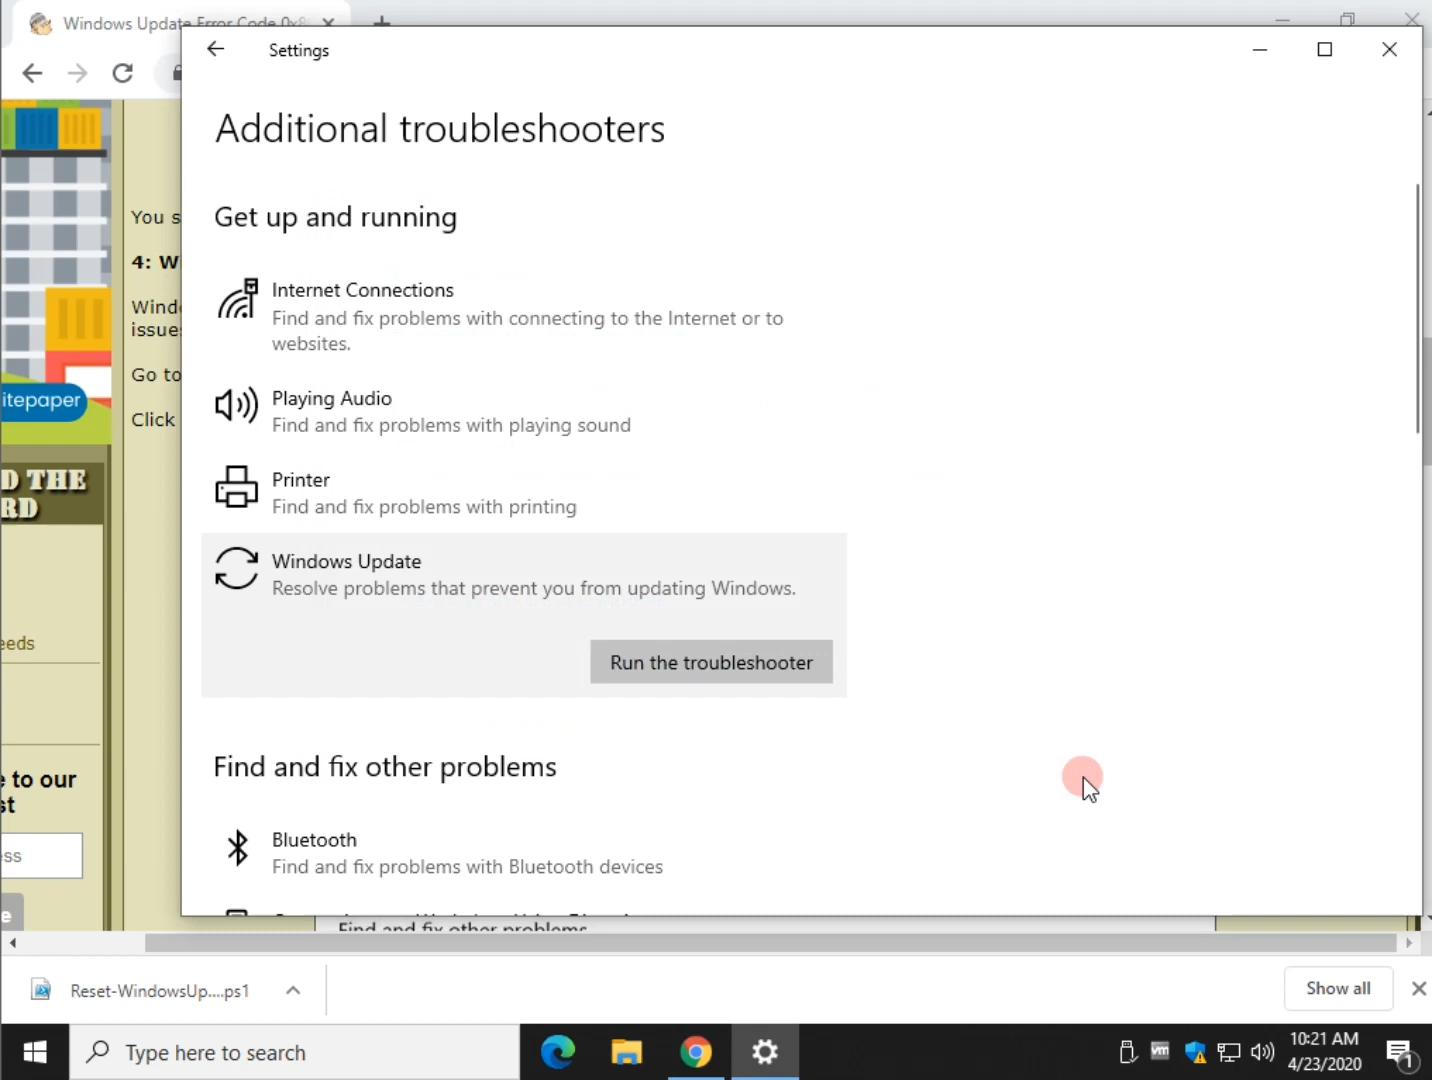 Windows Update Error Code 0x8
Settings
Additional troubleshooters
Get up and running
Internet Connections
Find and fix problems with connecting to the Internet or to
websites.
Playing Audio
Find and fix problems with playing sound
Printer
Find and fix problems with printing
Windows Update
Resolve problems that prevent you from updating Windows.
Run the troubleshooter
Find and fix other problems
Bluetooth
Find and fix problems with Bluetooth devices
You s
4: W
Wind
issue
Go to
Click
itepaper
D THE
RD
eeds
e to our
st
ess
e
Find and fix other problems
Reset-WindowsUp....ps1
Show all
Type here to search
vm
10:21 AM
4/23/2020
1